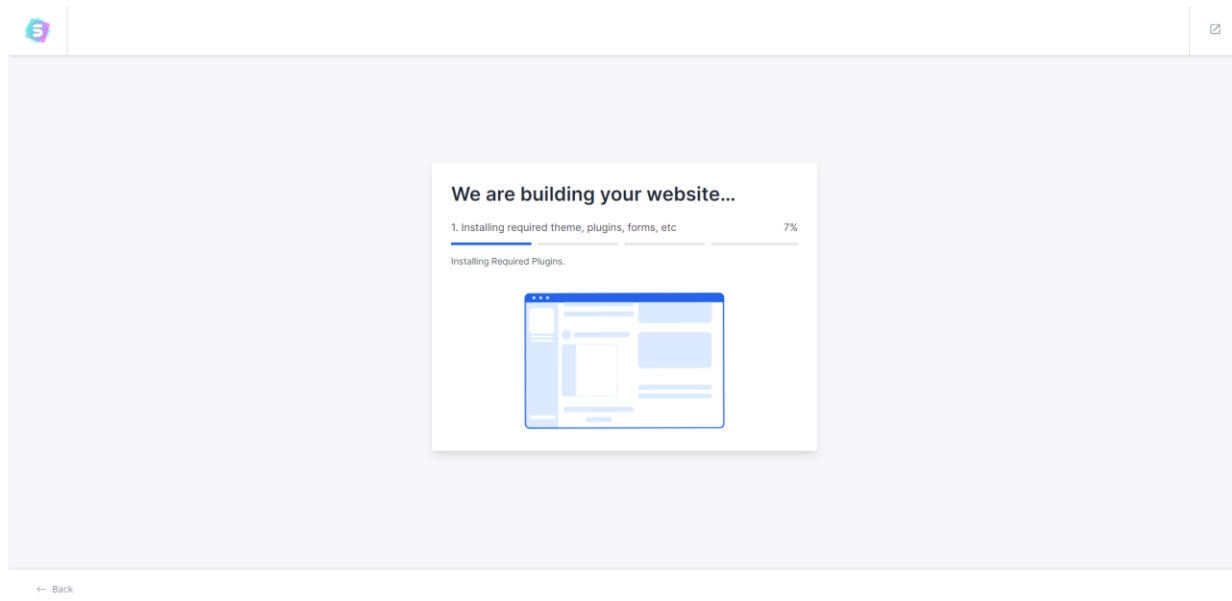 We are building your website...
1. Installing required theme, plugins, forms, etc 7%
Installing Required Plugins.
← Back